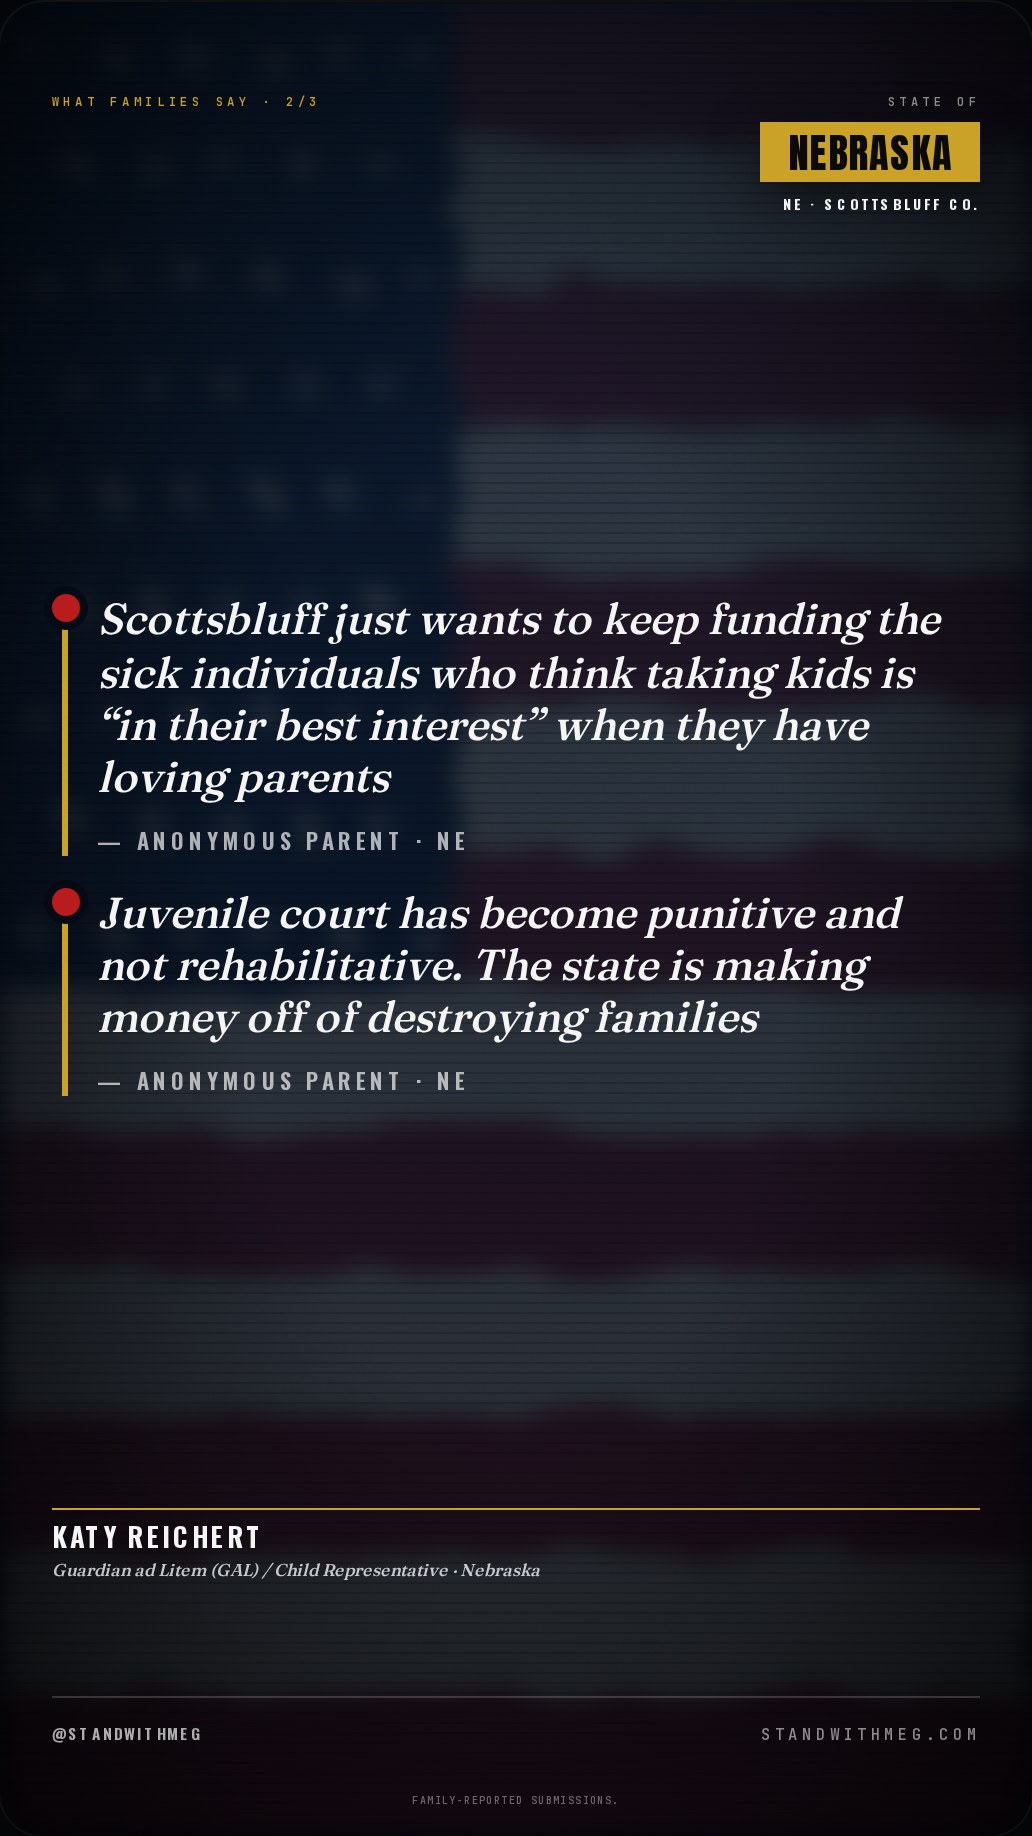 WHAT FAMILIES SAY · 2/3
STATE OF
NEBRASKA
NE · SCOTTSBLUFF CO.
Scottsbluff just wants to keep funding the
sick individuals who think taking kids is
“in their best interest” when they have
loving parents
— ANONYMOUS PARENT · NE
Juvenile court has become punitive and
not rehabilitative. The state is making
money off of destroying families
— ANONYMOUS PARENT · NE
KATY REICHERT
Guardian ad Litem (GAL) / Child Representative · Nebraska
@STANDWITHMEG
STANDWITHMEG.COM
FAMILY-REPORTED SUBMISSIONS.